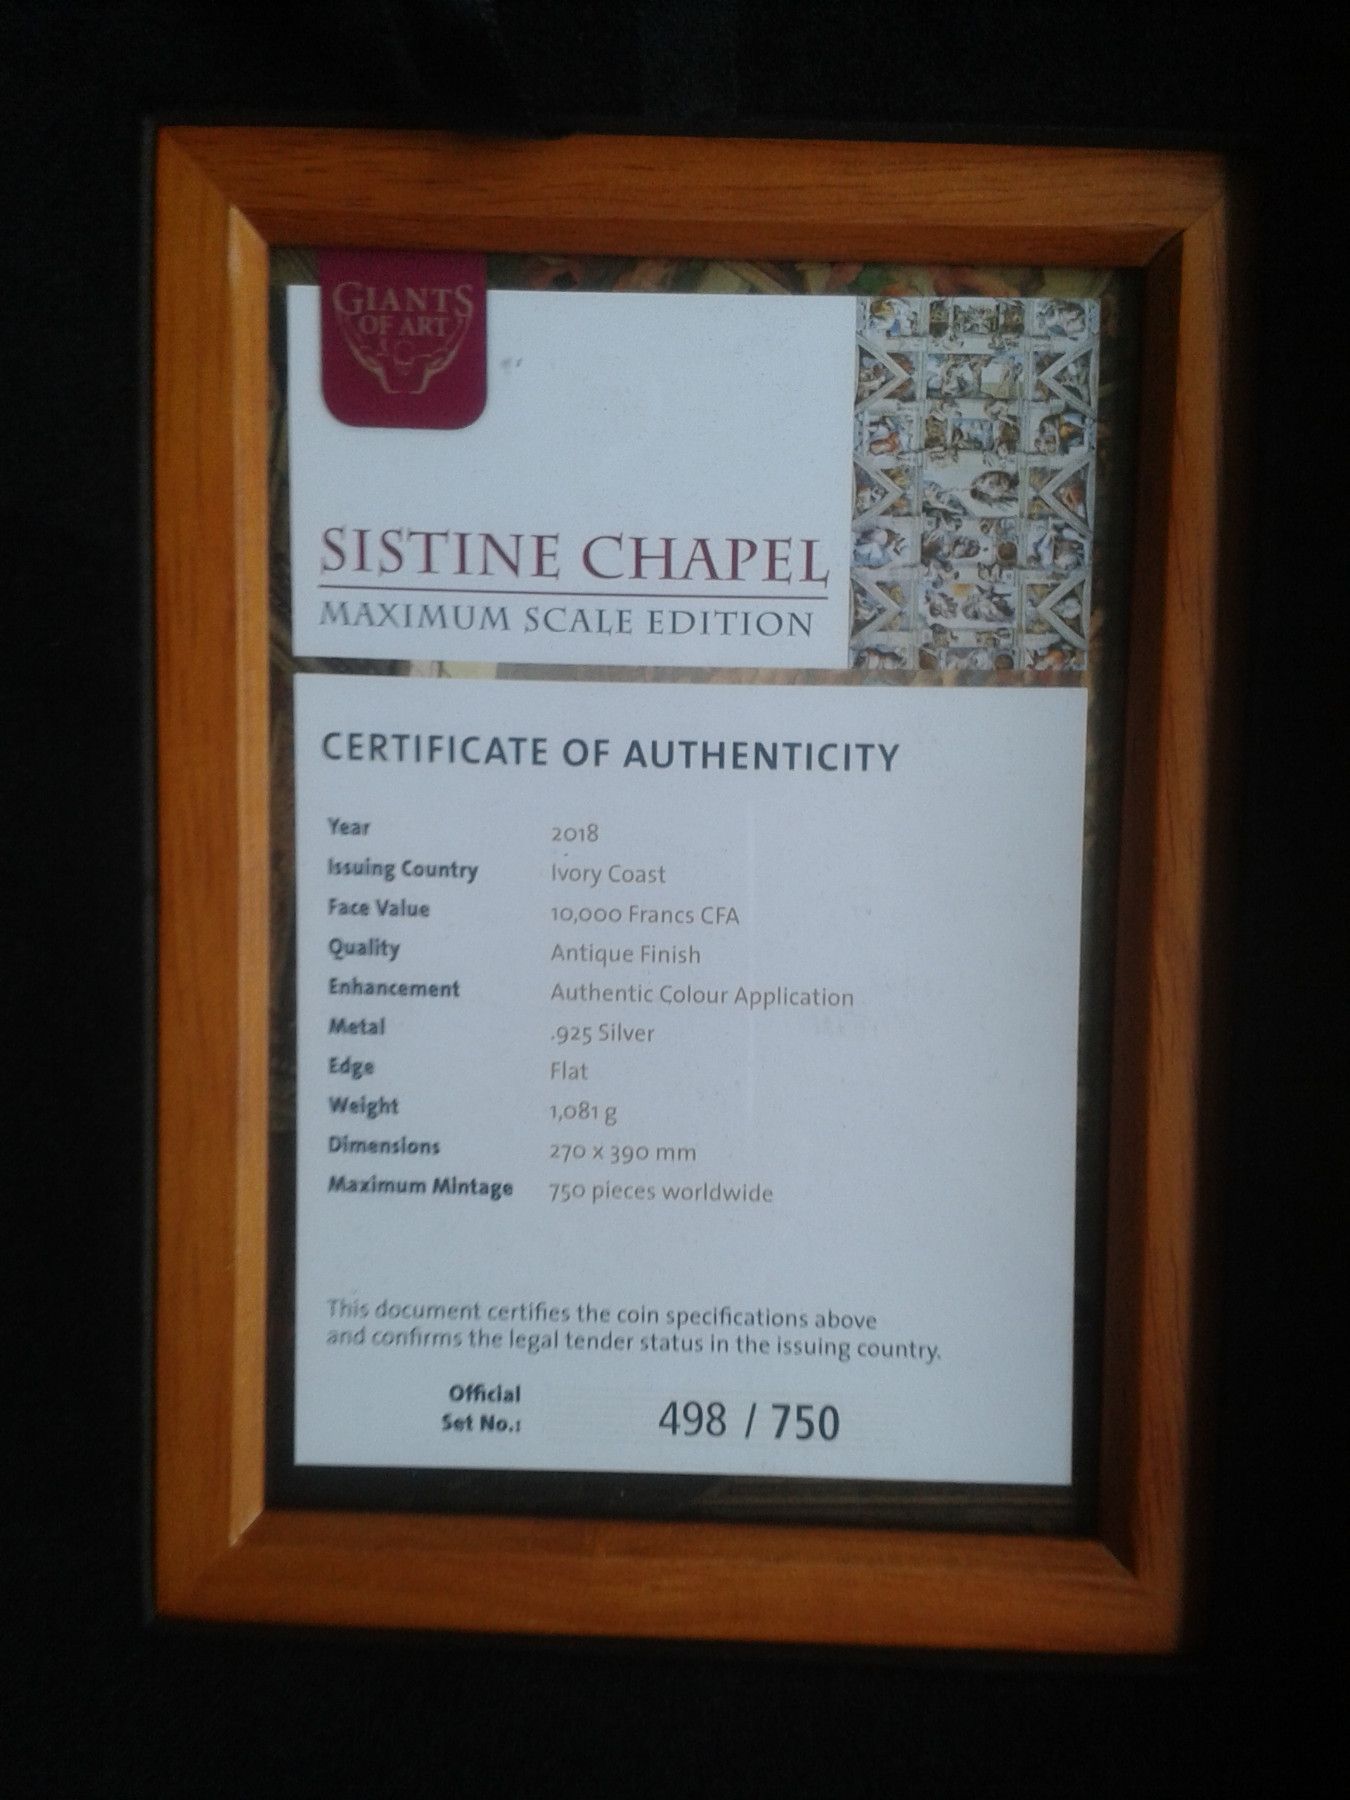 GIANTS
OF ART
SISTINE CHAPEL
MAXIMUM SCALE EDITION
CERTIFICATE OF AUTHENTICITY
Year 2018
Issuing Country Ivory Coast
Face Value 10,000 Francs CFA
Quality Antique Finish
Enhancement Authentic Colour Application
Metal .925 Silver
Edge Flat
Weight 1,081 g
Dimensions 270 x 390 mm
Maximum Mintage 750 pieces worldwide
This document certifies the coin specifications above
and confirms the legal tender status in the issuing country.
Official
Set No.: 498 / 750